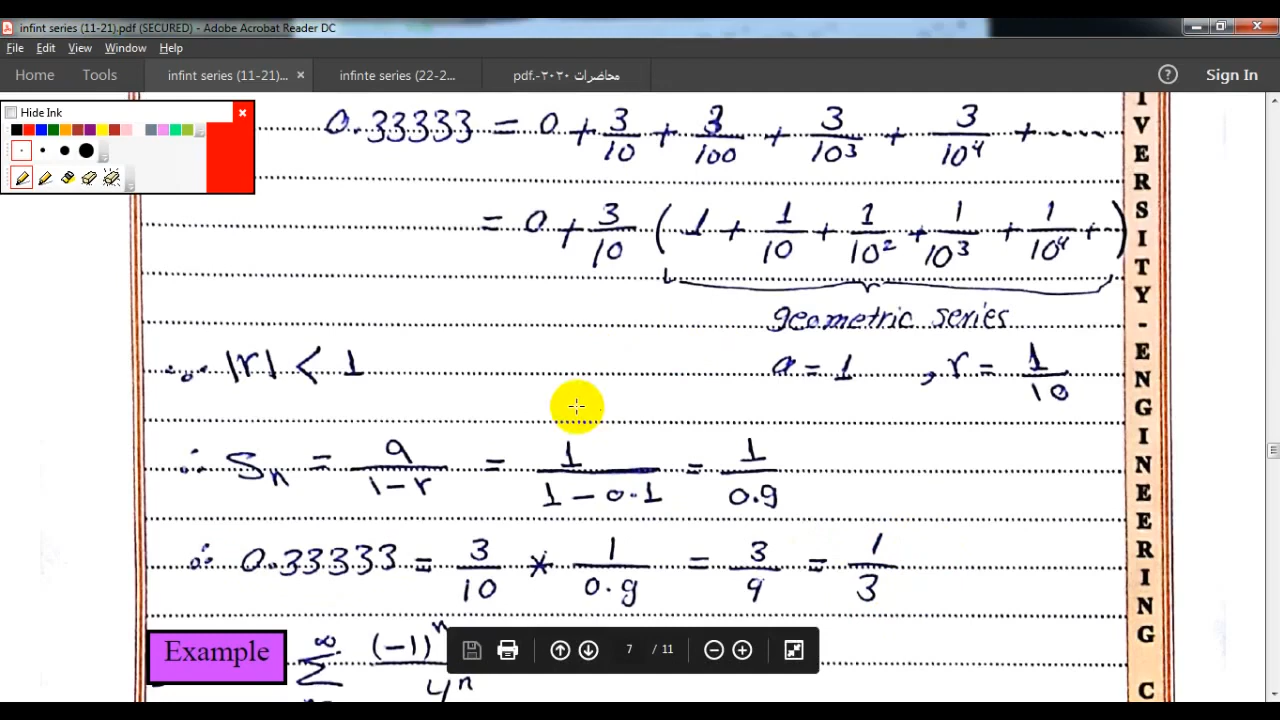 infint series (11-21).pdf (SECURED) - Adobe Acrobat Reader DC
File Edit View Window Help
Home Tools infint series (11-21)... × infinte series (22-2... محاضرات ٢٠٢٠-.pdf Sign In
Hide Ink
0.33333 = 0 + 3/10 + 3/100 + 3/10³ + 3/10⁴ + ----
= 0 + 3/10 ( 1 + 1/10 + 1/10² + 1/10³ + 1/10⁴ + -- )
geometric series
∵ |r| < 1 a = 1 , r = 1/10
∴ Sₙ = a/(1-r) = 1/(1 - 0.1) = 1/0.9
∴ 0.33333 = 3/10 * 1/0.9 = 3/9 = 1/3
Example ∞ Σ (-1)ⁿ/4ⁿ
7 / 11
I
V
E
R
S
I
T
Y
-
E
N
G
I
N
E
E
R
I
N
G
C